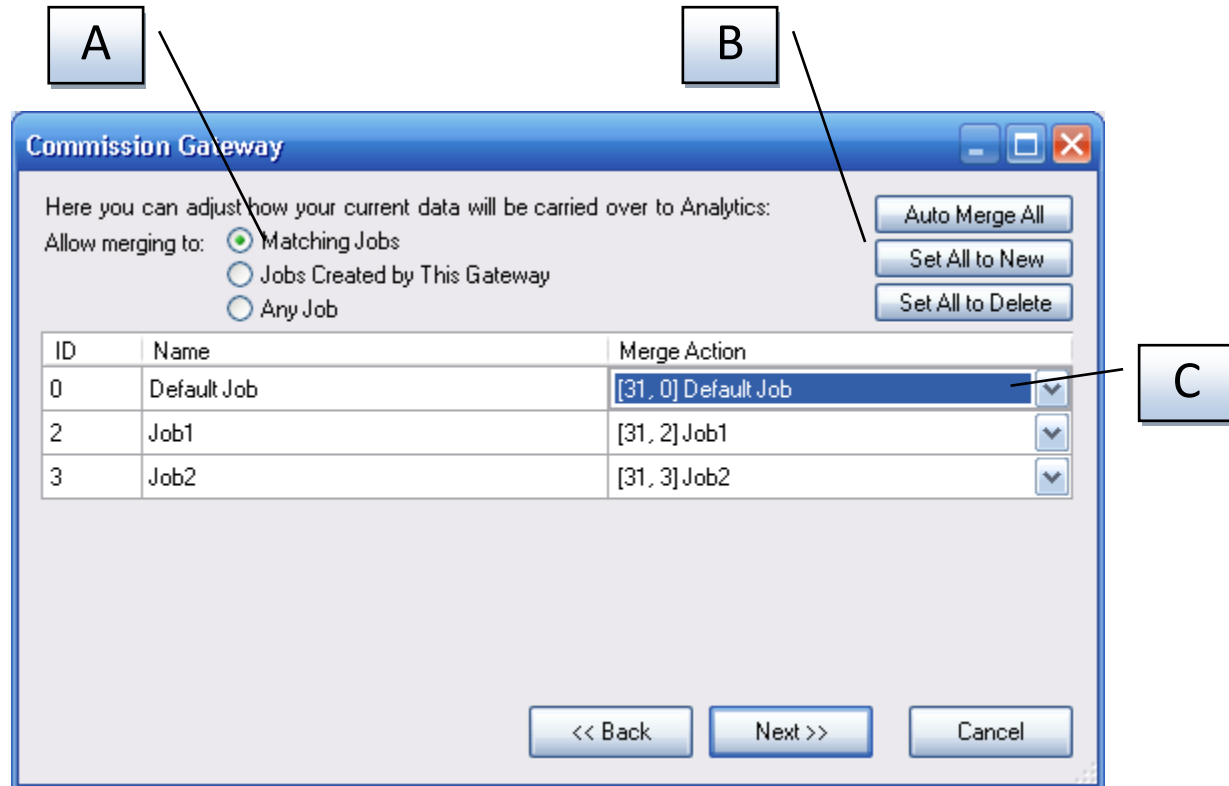 A
B
Commission Gateway
Here you can adjust how your current data will be carried over to Analytics:
Auto Merge All
Allow merging to: Matching Jobs
Set All to New
Jobs Created by This Gateway
Set All to Delete
Any Job
ID Name Merge Action
0 Default Job [31, 0] Default Job
C
2 Job1 [31, 2] Job1
3 Job2 [31, 3] Job2
<< Back Next >> Cancel